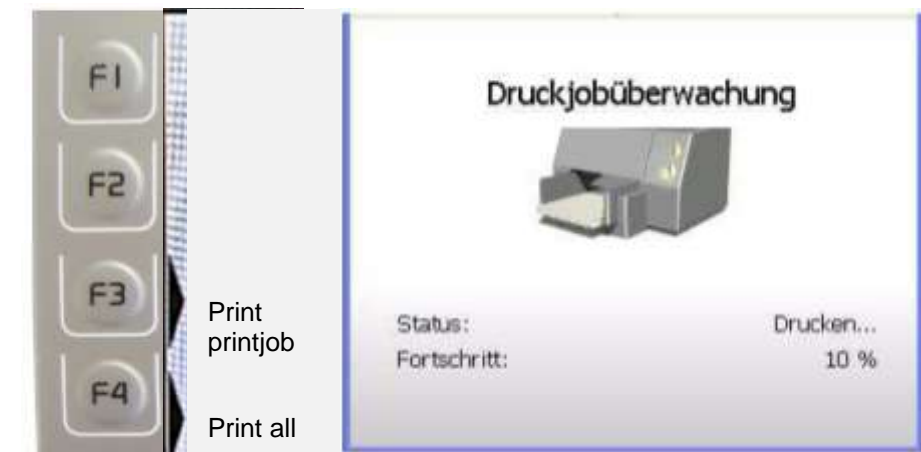 F1
F2
F3
F4
Print
printjob
Print all
Druckjobüberwachung
Status: Drucken...
Fortschritt: 10 %